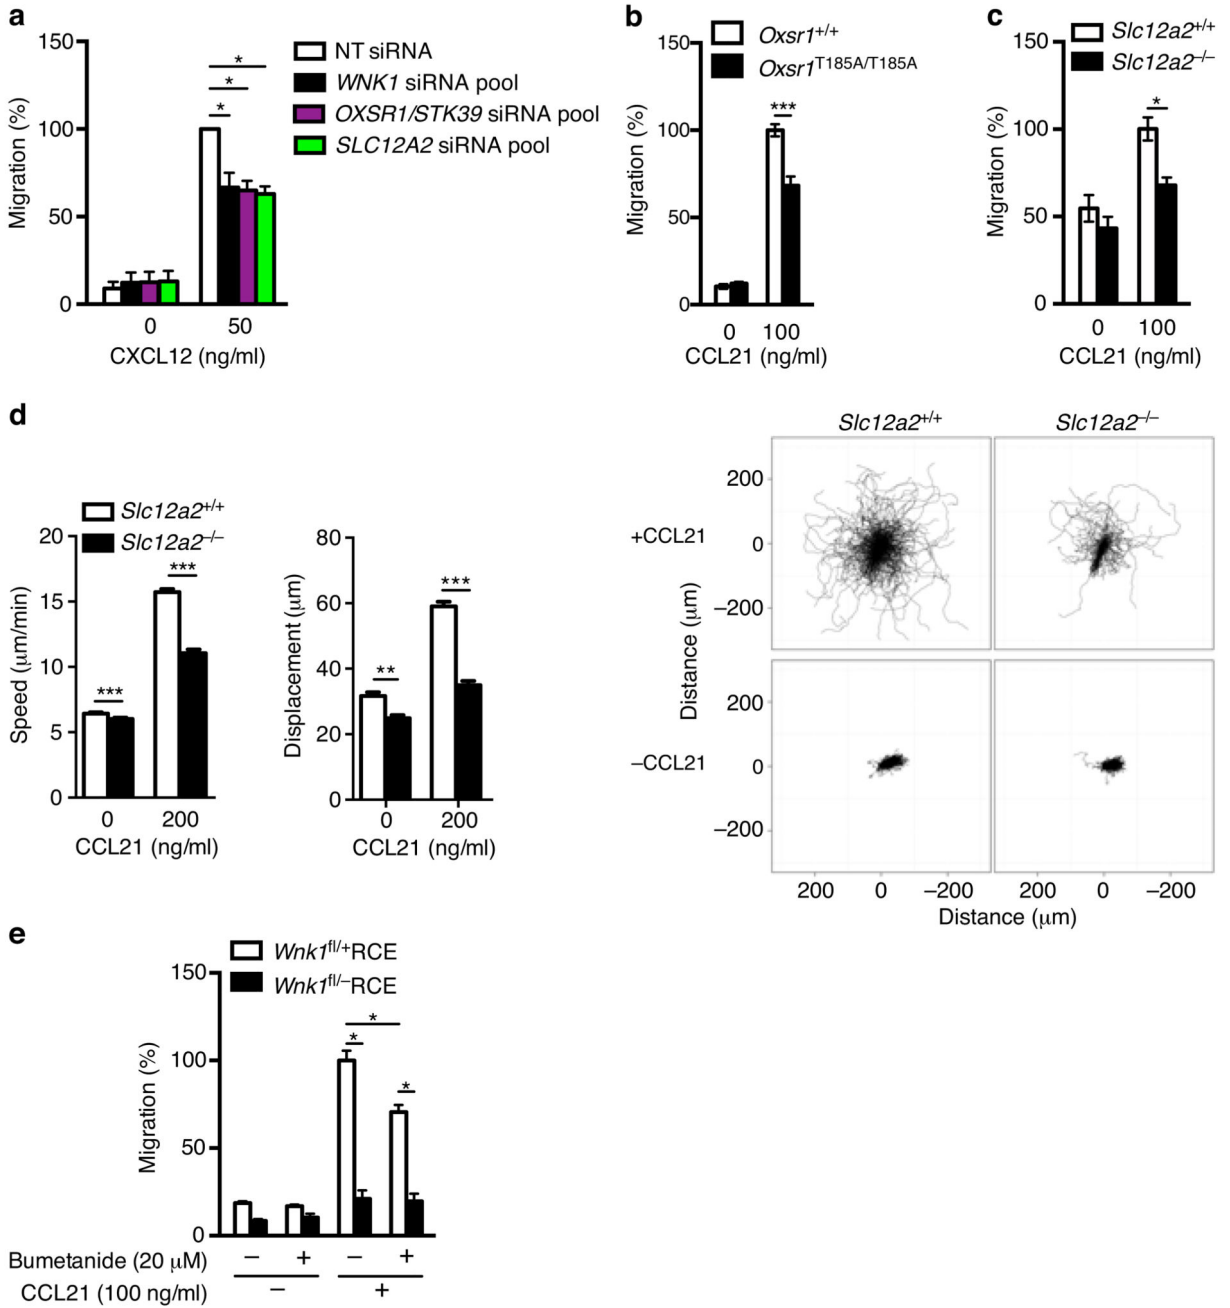 a
150
100
50
0
Migration (%)
*
*
*
NT siRNA
WNK1 siRNA pool
OXSR1/STK39 siRNA pool
SLC12A2 siRNA pool
0 50
CXCL12 (ng/ml)
b
Oxsr1+/+
Oxsr1T185A/T185A
150
100
50
0
Migration (%)
***
0 100
CCL21 (ng/ml)
c
Slc12a2+/+
Slc12a2–/–
150
100
50
0
Migration (%)
*
0 100
CCL21 (ng/ml)
d
Slc12a2+/+
Slc12a2–/–
20
15
10
5
0
Speed (μm/min)
***
***
0 200
CCL21 (ng/ml)
80
60
40
20
0
Displacement (μm)
**
***
0 200
CCL21 (ng/ml)
Slc12a2+/+ Slc12a2–/–
+CCL21
200
0
–200
Distance (μm)
–CCL21
200
0
–200
200 0 –200 200 0 –200
Distance (μm)
e
Wnk1fl/+RCE
Wnk1fl/–RCE
150
100
50
0
Migration (%)
*
*
*
Bumetanide (20 μM) – + – +
CCL21 (100 ng/ml) – +